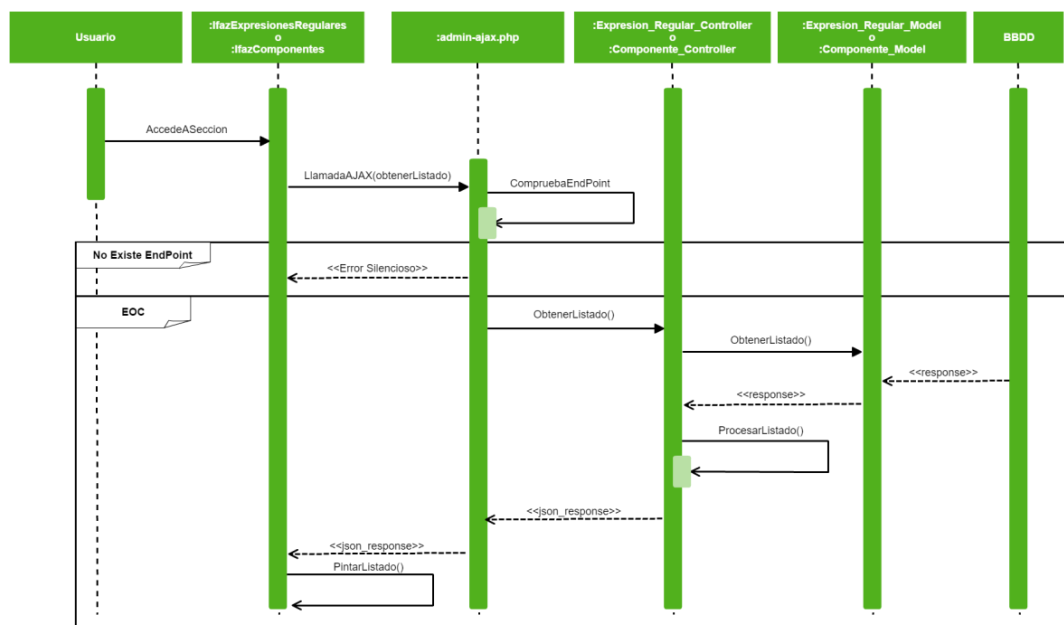 Usuario
:IfazExpresionesRegulares
o
:IfazComponentes
:admin-ajax.php
:Expresion_Regular_Controller
o
:Componente_Controller
:Expresion_Regular_Model
o
:Componente_Model
BBDD
AccedeASeccion
LlamadaAJAX(obtenerListado)
CompruebaEndPoint
No Existe EndPoint
<<Error Silencioso>>
EOC
ObtenerListado()
ObtenerListado()
<<response>>
<<response>>
ProcesarListado()
<<json_response>>
<<json_response>>
PintarListado()